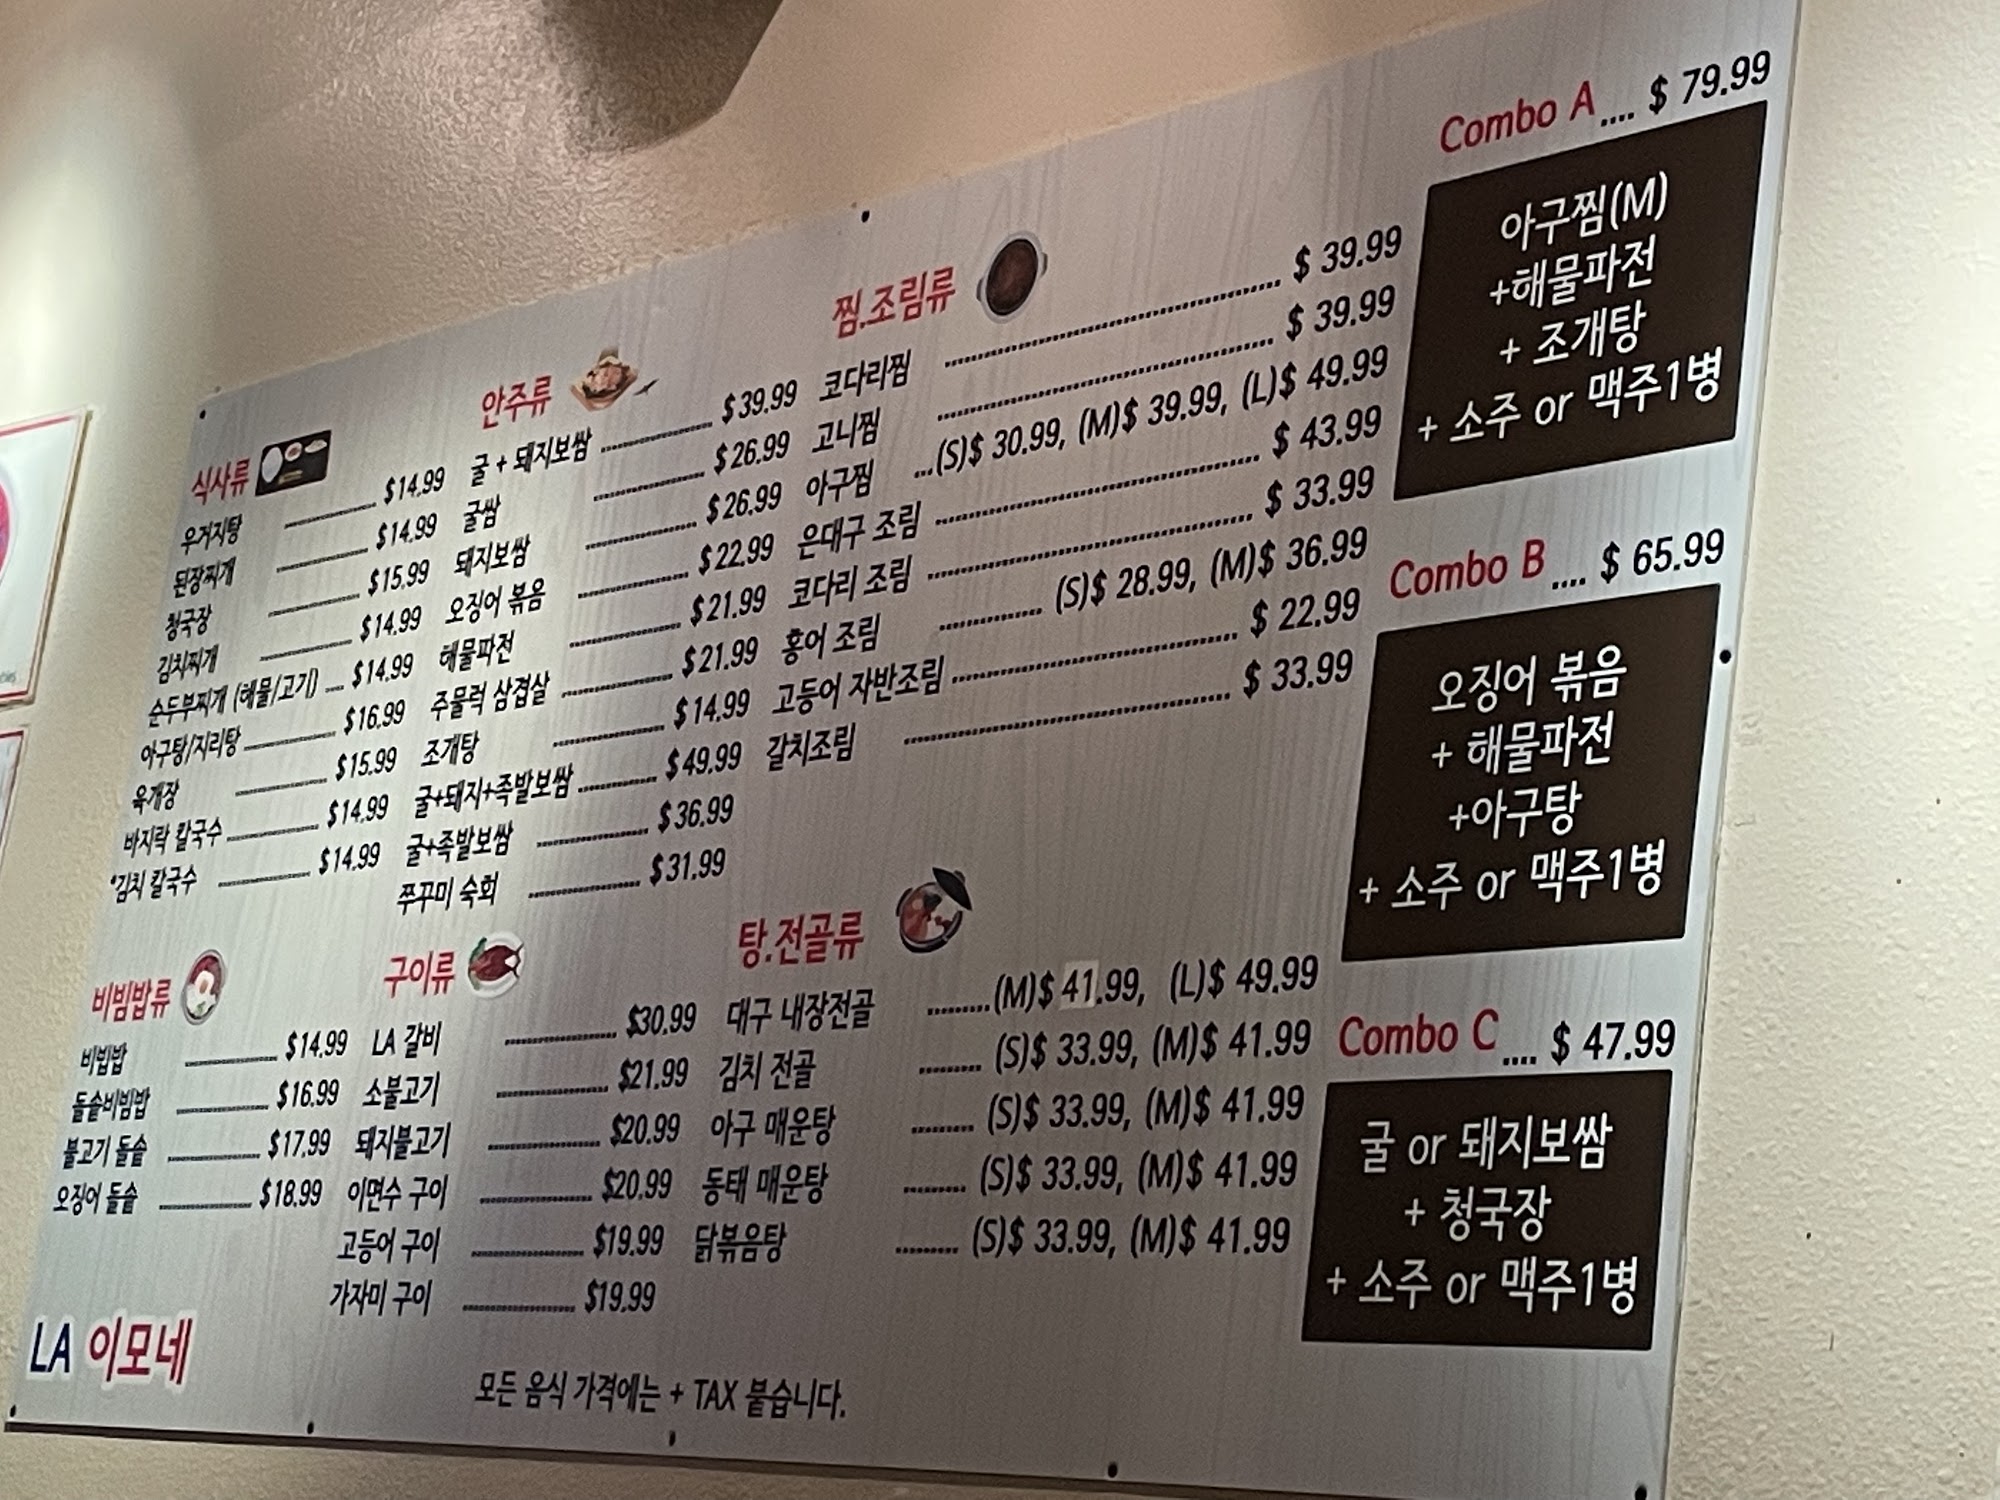 식사류
우거지탕 $14.99
된장찌개 $14.99
청국장 $15.99
김치찌개 $14.99
순두부찌개 (해물/고기) ... $14.99
아구탕/지리탕 $16.99
육개장 $15.99
바지락 칼국수 $14.99
*김치 칼국수 $14.99
안주류
굴 + 돼지보쌈 $39.99
굴쌈 $26.99
돼지보쌈 $26.99
오징어 볶음 $22.99
해물파전 $21.99
주물럭 삼겹살 $21.99
조개탕 $14.99
굴+돼지+족발보쌈 $49.99
굴+족발보쌈 $36.99
쭈꾸미 숙회 $31.99
찜.조림류
코다리찜 $ 39.99
고니찜 $ 39.99
아구찜 ...(S)$ 30.99, (M)$ 39.99, (L)$ 49.99
은대구 조림 $ 43.99
코다리 조림 $ 33.99
홍어 조림 (S)$ 28.99, (M)$ 36.99
고등어 자반조림 $ 22.99
갈치조림 $ 33.99
비빔밥류
비빔밥 $14.99
돌솥비빔밥 $16.99
불고기 돌솥 $17.99
오징어 돌솥 $18.99
구이류
LA 갈비 $30.99
소불고기 $21.99
돼지불고기 $20.99
이면수 구이 $20.99
고등어 구이 $19.99
가자미 구이 $19.99
탕.전골류
대구 내장전골 (M)$ 41.99, (L)$ 49.99
김치 전골 (S)$ 33.99, (M)$ 41.99
아구 매운탕 (S)$ 33.99, (M)$ 41.99
동태 매운탕 (S)$ 33.99, (M)$ 41.99
닭볶음탕 (S)$ 33.99, (M)$ 41.99
Combo A .... $ 79.99
아구찜(M)
+해물파전
+ 조개탕
+ 소주 or 맥주1병
Combo B .... $ 65.99
오징어 볶음
+ 해물파전
+아구탕
+ 소주 or 맥주1병
Combo C .... $ 47.99
굴 or 돼지보쌈
+ 청국장
+ 소주 or 맥주1병
LA 이모네
모든 음식 가격에는 + TAX 붙습니다.